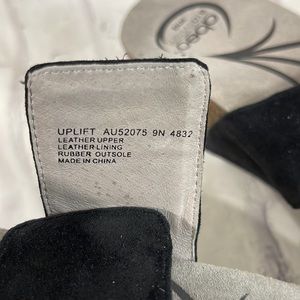 UPLIFT AU52075 9N 4832
LEATHER UPPER
LEATHER LINING
RUBBER OUTSOLE
MADE IN CHINA